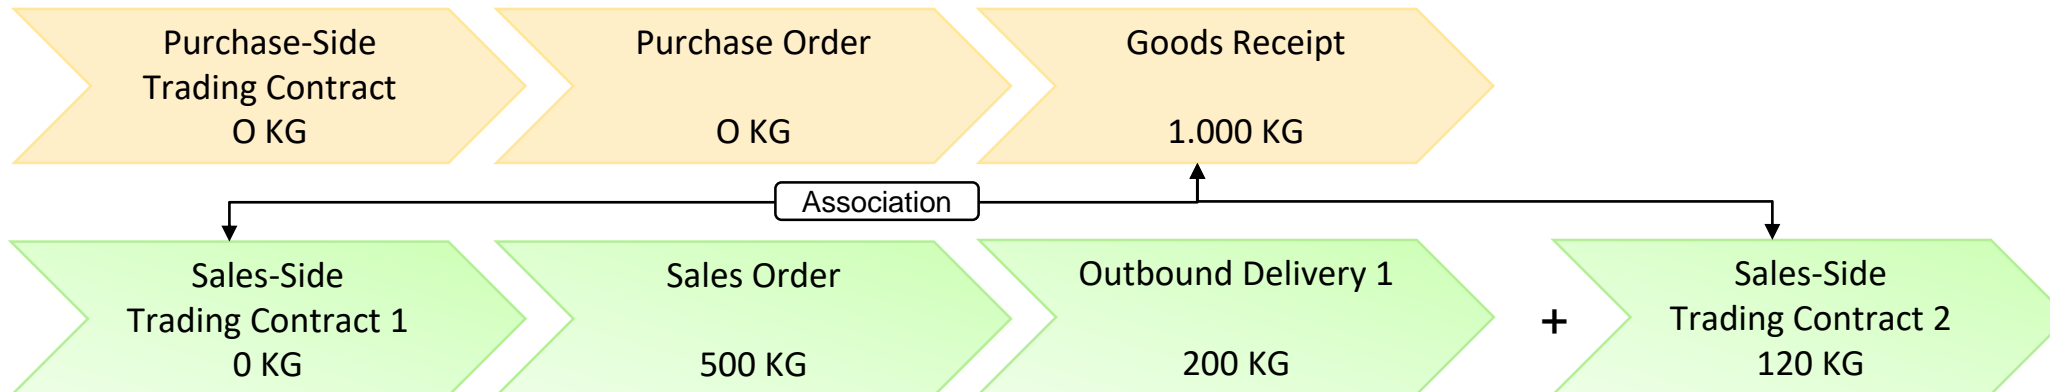 Purchase-Side
Trading Contract
O KG
Purchase Order
O KG
Goods Receipt
1.000 KG
Association
Sales-Side
Trading Contract 1
0 KG
Sales Order
500 KG
Outbound Delivery 1
200 KG
+
Sales-Side
Trading Contract 2
120 KG